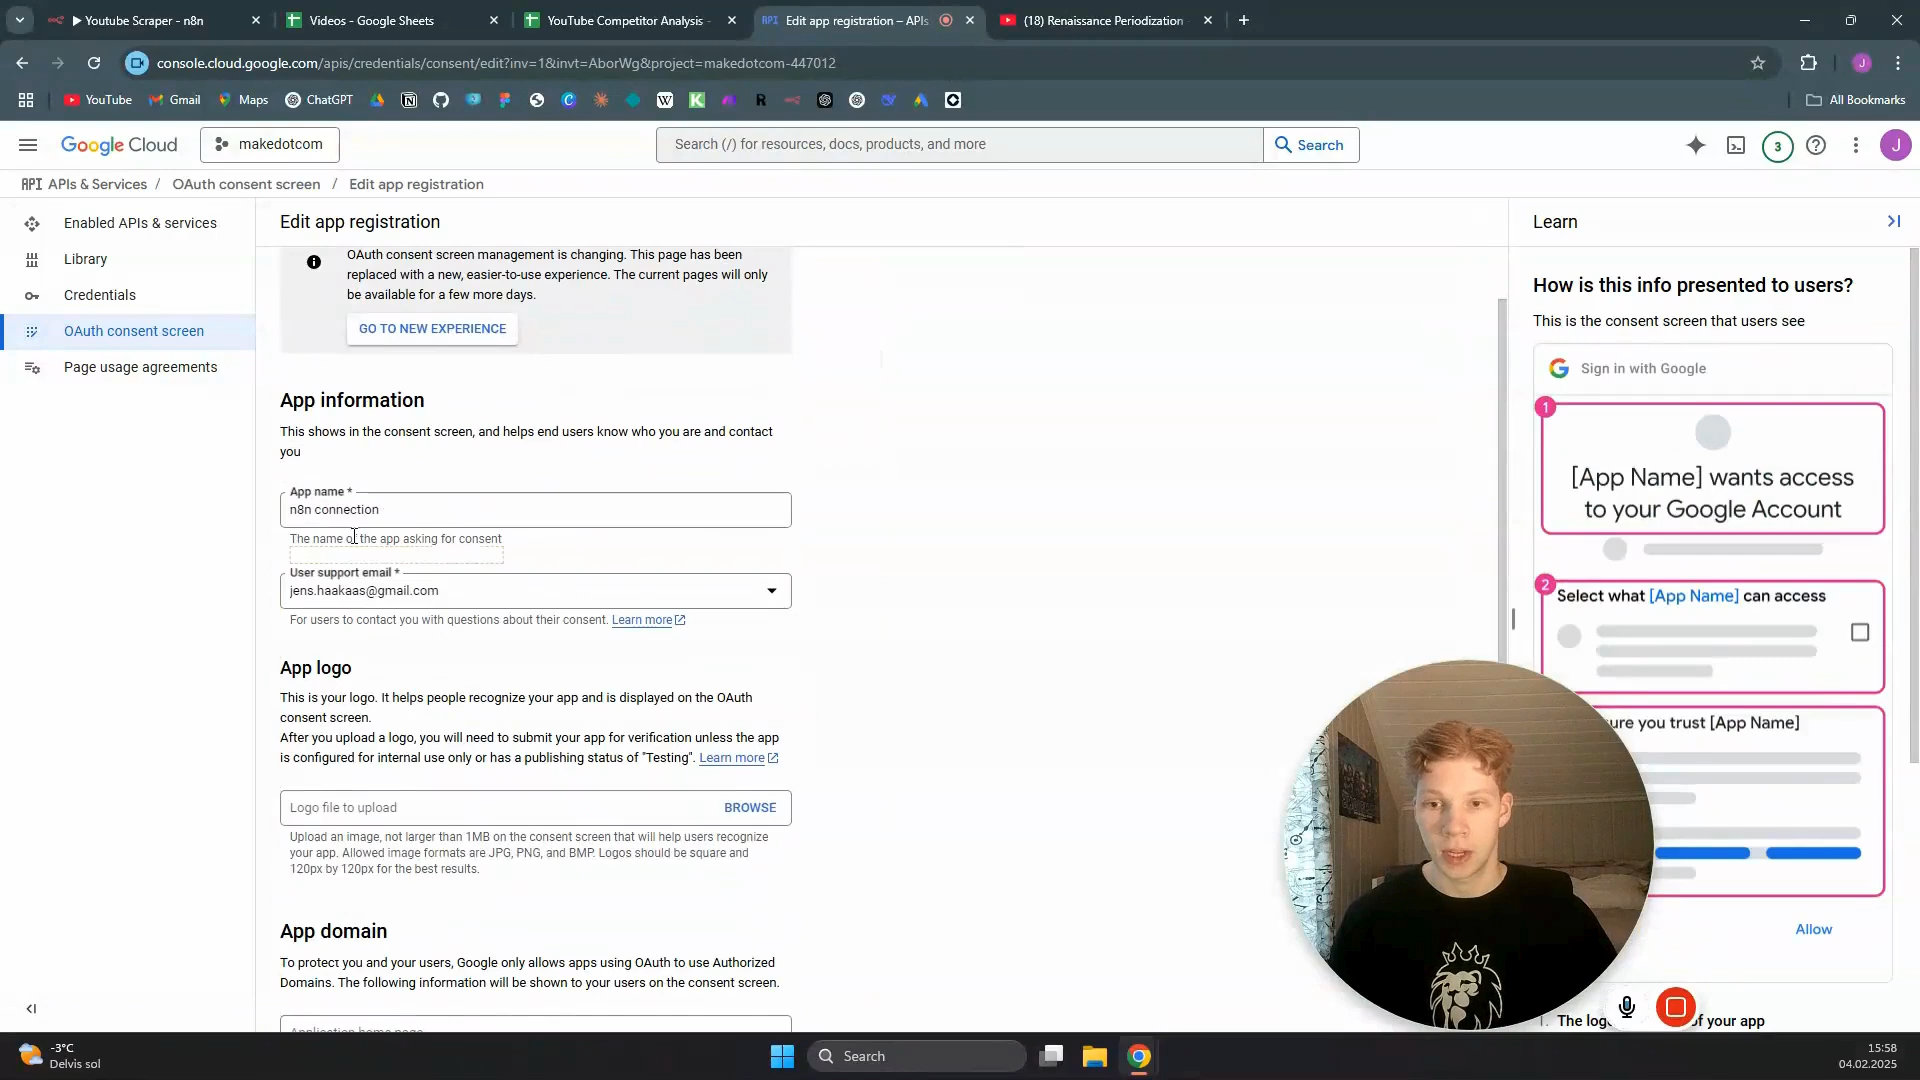 Youtube Scraper - n8n
Videos - Google Sheets
YouTube Competitor Analysis -
API
Edit app registration – APIs
(18) Renaissance Periodization
console.cloud.google.com/apis/credentials/consent/edit?inv=1&invt=AborWg&project=makedotcom-447012
J
YouTube
Gmail
Maps
ChatGPT
All Bookmarks
Google Cloud
makedotcom
Search (/) for resources, docs, products, and more
Search
3
J
API APIs & Services / OAuth consent screen / Edit app registration
Enabled APIs & services
Library
Credentials
OAuth consent screen
Page usage agreements
Edit app registration
OAuth consent screen management is changing. This page has been
replaced with a new, easier-to-use experience. The current pages will only
be available for a few more days.
GO TO NEW EXPERIENCE
App information
This shows in the consent screen, and helps end users know who you are and contact
you
App name *
n8n connection
The name of the app asking for consent
User support email *
jens.haakaas@gmail.com
For users to contact you with questions about their consent. Learn more
App logo
This is your logo. It helps people recognize your app and is displayed on the OAuth
consent screen.
After you upload a logo, you will need to submit your app for verification unless the app
is configured for internal use only or has a publishing status of "Testing". Learn more
Logo file to upload
BROWSE
Upload an image, not larger than 1MB on the consent screen that will help users recognize
your app. Allowed image formats are JPG, PNG, and BMP. Logos should be square and
120px by 120px for the best results.
App domain
To protect you and your users, Google only allows apps using OAuth to use Authorized
Domains. The following information will be shown to your users on the consent screen.
Application home page
Learn
How is this info presented to users?
This is the consent screen that users see
Sign in with Google
1
[App Name] wants access
to your Google Account
2
Select what [App Name] can access
ure you trust [App Name]
Allow
1. The logo of your app
-3°C
Delvis sol
Search
15:58
04.02.2025